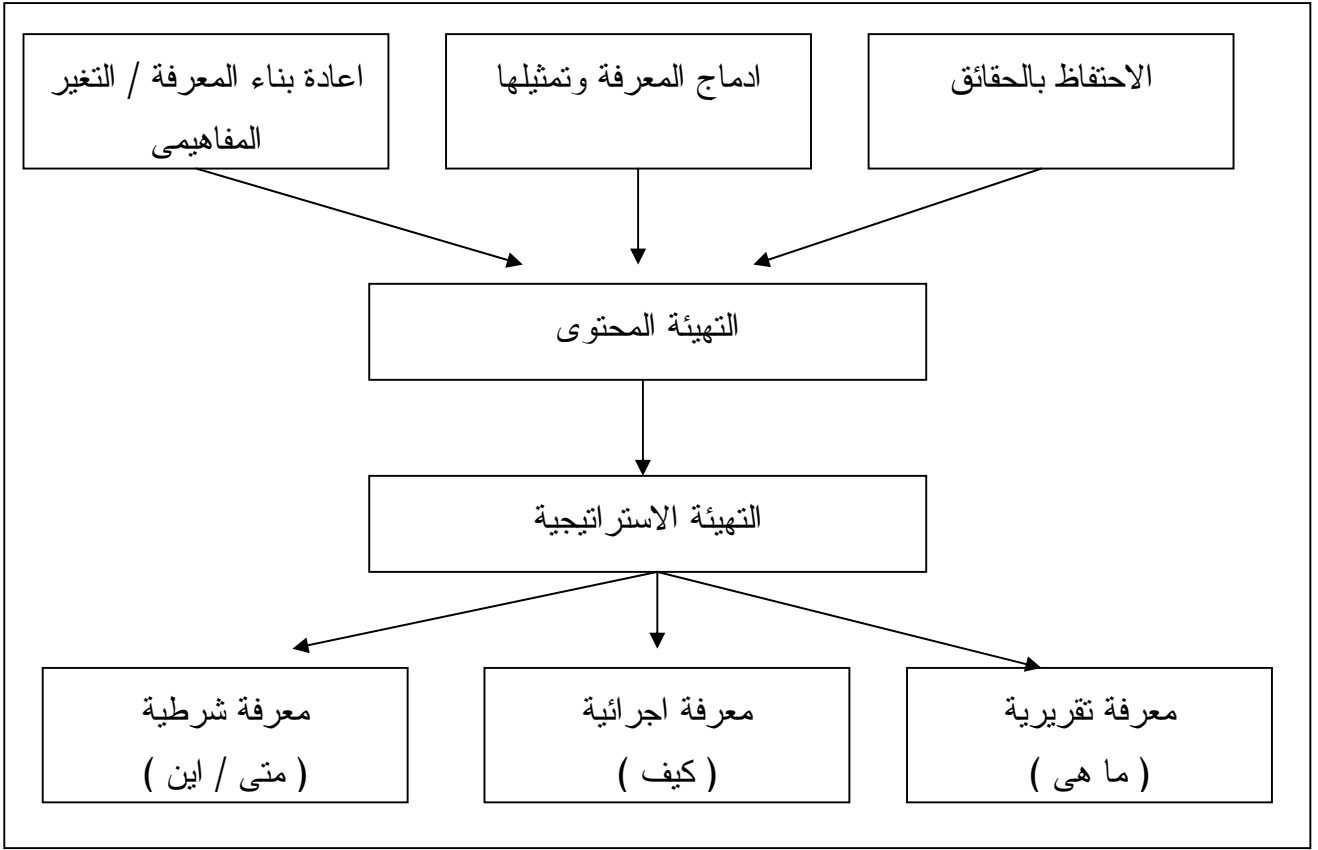 الاحتفاظ بالحقائق
ادماج المعرفة وتمثيلها
اعادة بناء المعرفة / التغير
المفاهيمى
التهيئة المحتوى
التهيئة الاستراتيجية
معرفة تقريرية
( ما هى )
معرفة اجرائية
( كيف )
معرفة شرطية
( متى / اين )